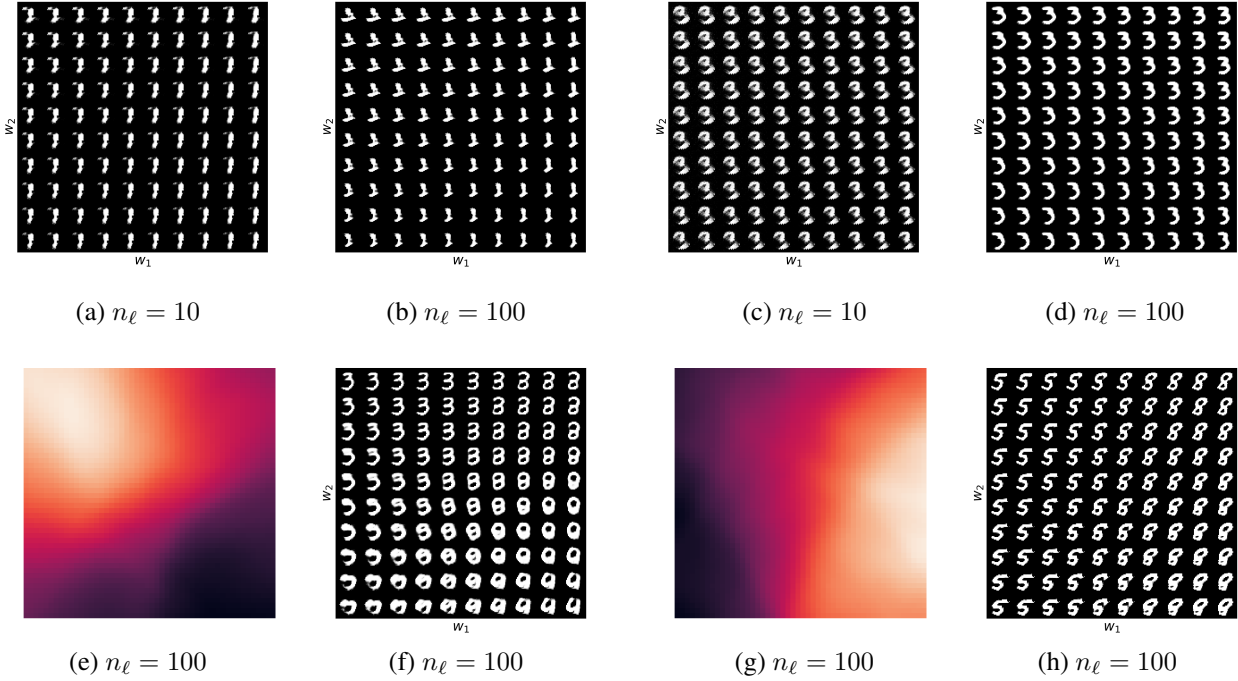 w₂
w₁
w₂
w₁
w₂
w₁
w₂
w₁
(a) nℓ = 10
(b) nℓ = 100
(c) nℓ = 10
(d) nℓ = 100
w₂
w₁
w₂
w₁
(e) nℓ = 100
(f) nℓ = 100
(g) nℓ = 100
(h) nℓ = 100